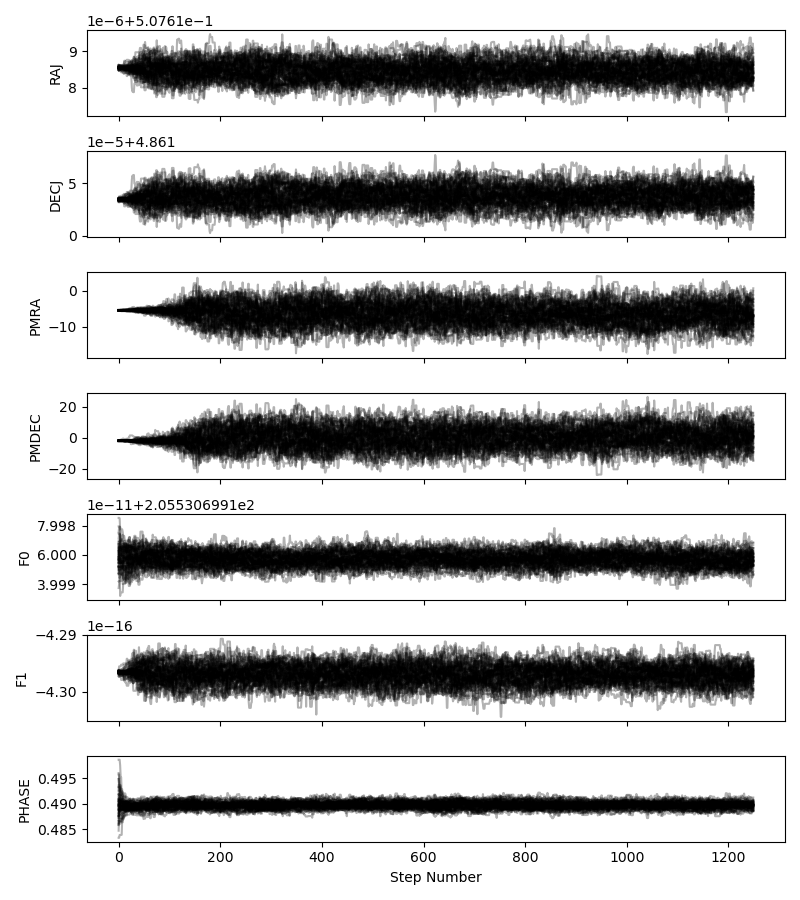 1e−6+5.0761e−1
9
8
RAJ
1e−5+4.861
5
0
DECJ
0
−10
PMRA
20
0
−20
PMDEC
1e−11+2.055306991e2
7.998
6.000
3.999
F0
1e−16
−4.29
−4.30
F1
0.495
0.490
0.485
PHASE
0 200 400 600 800 1000 1200
Step Number